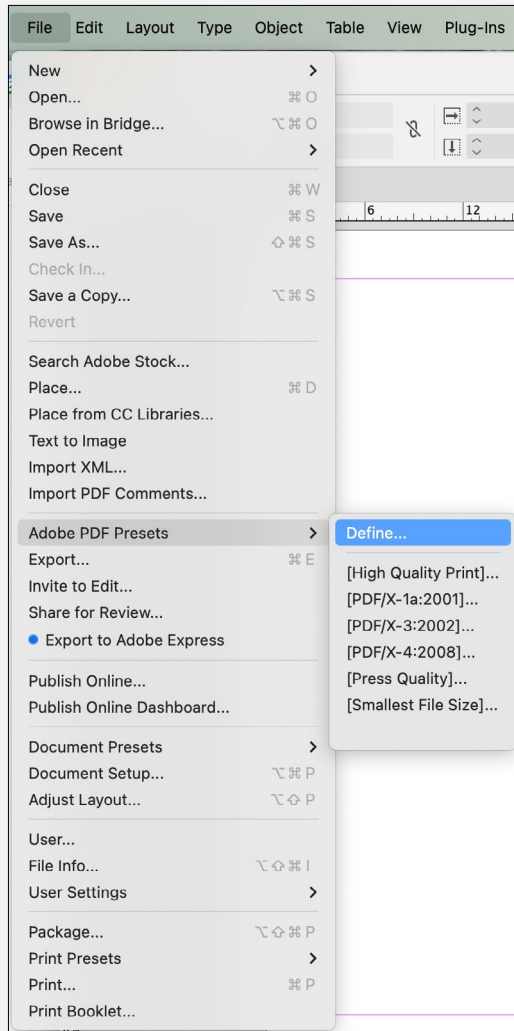 File Edit Layout Type Object Table View Plug-Ins
New
Open... ⌘ O
Browse in Bridge... ⌥ ⌘ O
Open Recent
Close ⌘ W
Save ⌘ S
Save As... ⇧ ⌘ S
Check In...
Save a Copy... ⌥ ⌘ S
Revert
Search Adobe Stock...
Place... ⌘ D
Place from CC Libraries...
Text to Image
Import XML...
Import PDF Comments...
Adobe PDF Presets
Export... ⌘ E
Invite to Edit...
Share for Review...
Export to Adobe Express
Publish Online...
Publish Online Dashboard...
Document Presets
Document Setup... ⌥ ⌘ P
Adjust Layout... ⌥ ⇧ P
User...
File Info... ⌥ ⇧ ⌘ I
User Settings
Package... ⌥ ⇧ ⌘ P
Print Presets
Print... ⌘ P
Print Booklet...
6 12
Define...
[High Quality Print]...
[PDF/X-1a:2001]...
[PDF/X-3:2002]...
[PDF/X-4:2008]...
[Press Quality]...
[Smallest File Size]...